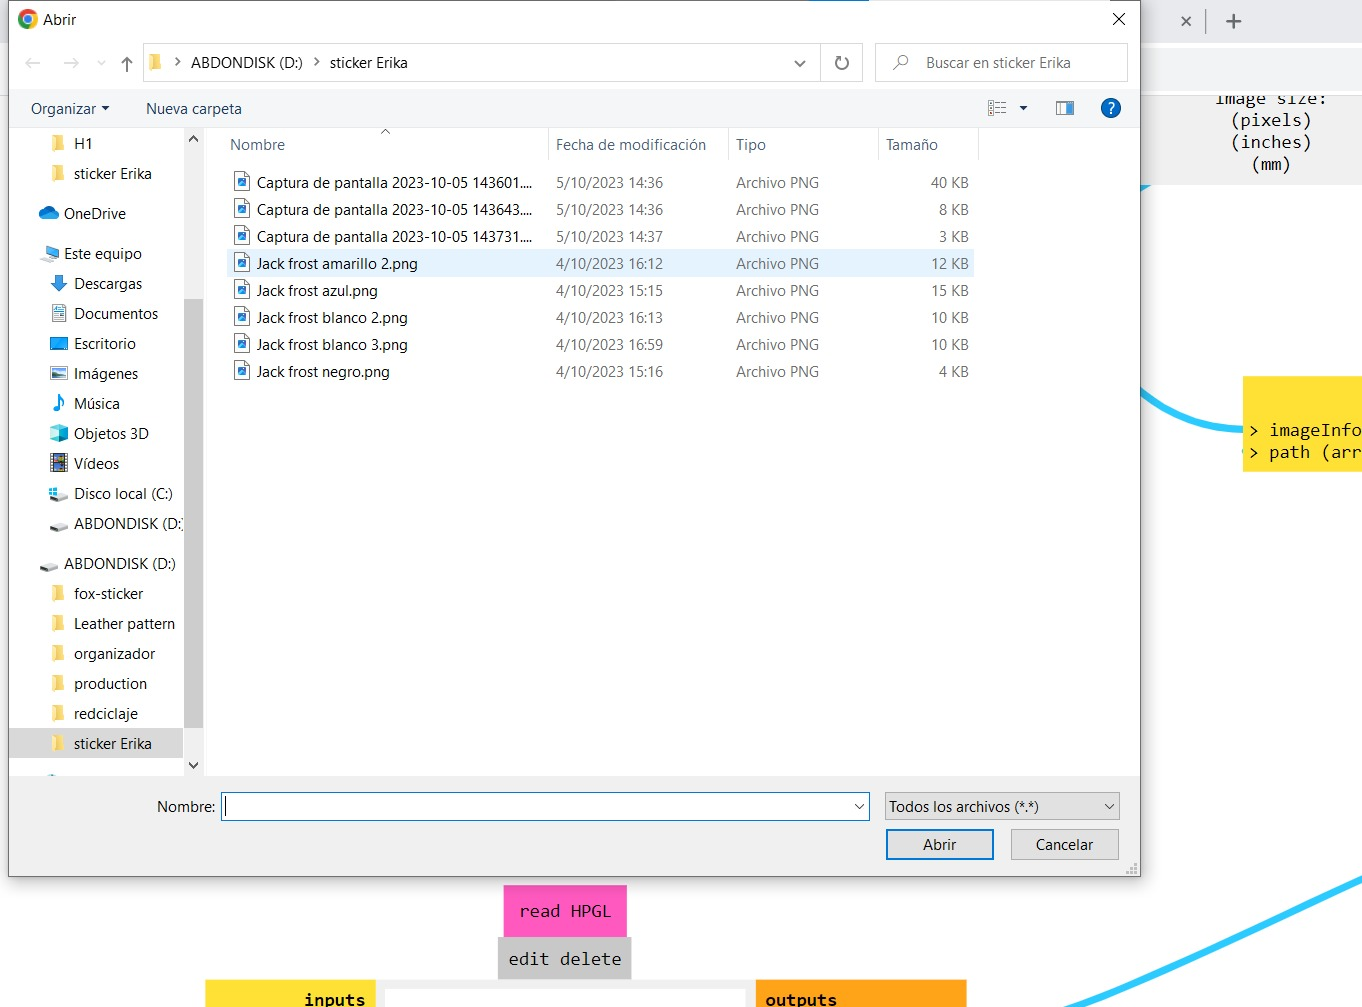 Abrir
ABDONDISK (D:) > sticker Erika
Buscar en sticker Erika
Organizar
Nueva carpeta
H1
sticker Erika
OneDrive
Este equipo
Descargas
Documentos
Escritorio
Imágenes
Música
Objetos 3D
Vídeos
Disco local (C:)
ABDONDISK (D:)
ABDONDISK (D:)
fox-sticker
Leather pattern
organizador
production
redciclaje
sticker Erika
Nombre Fecha de modificación Tipo Tamaño
Captura de pantalla 2023-10-05 143601.... 5/10/2023 14:36 Archivo PNG 40 KB
Captura de pantalla 2023-10-05 143643.... 5/10/2023 14:36 Archivo PNG 8 KB
Captura de pantalla 2023-10-05 143731.... 5/10/2023 14:37 Archivo PNG 3 KB
Jack frost amarillo 2.png 4/10/2023 16:12 Archivo PNG 12 KB
Jack frost azul.png 4/10/2023 15:15 Archivo PNG 15 KB
Jack frost blanco 2.png 4/10/2023 16:13 Archivo PNG 10 KB
Jack frost blanco 3.png 4/10/2023 16:59 Archivo PNG 10 KB
Jack frost negro.png 4/10/2023 15:16 Archivo PNG 4 KB
Nombre:
Todos los archivos (*.*)
Abrir
Cancelar
image size:
(pixels)
(inches)
(mm)
> imageInfo
> path (arr
read HPGL
edit delete
inputs
outputs